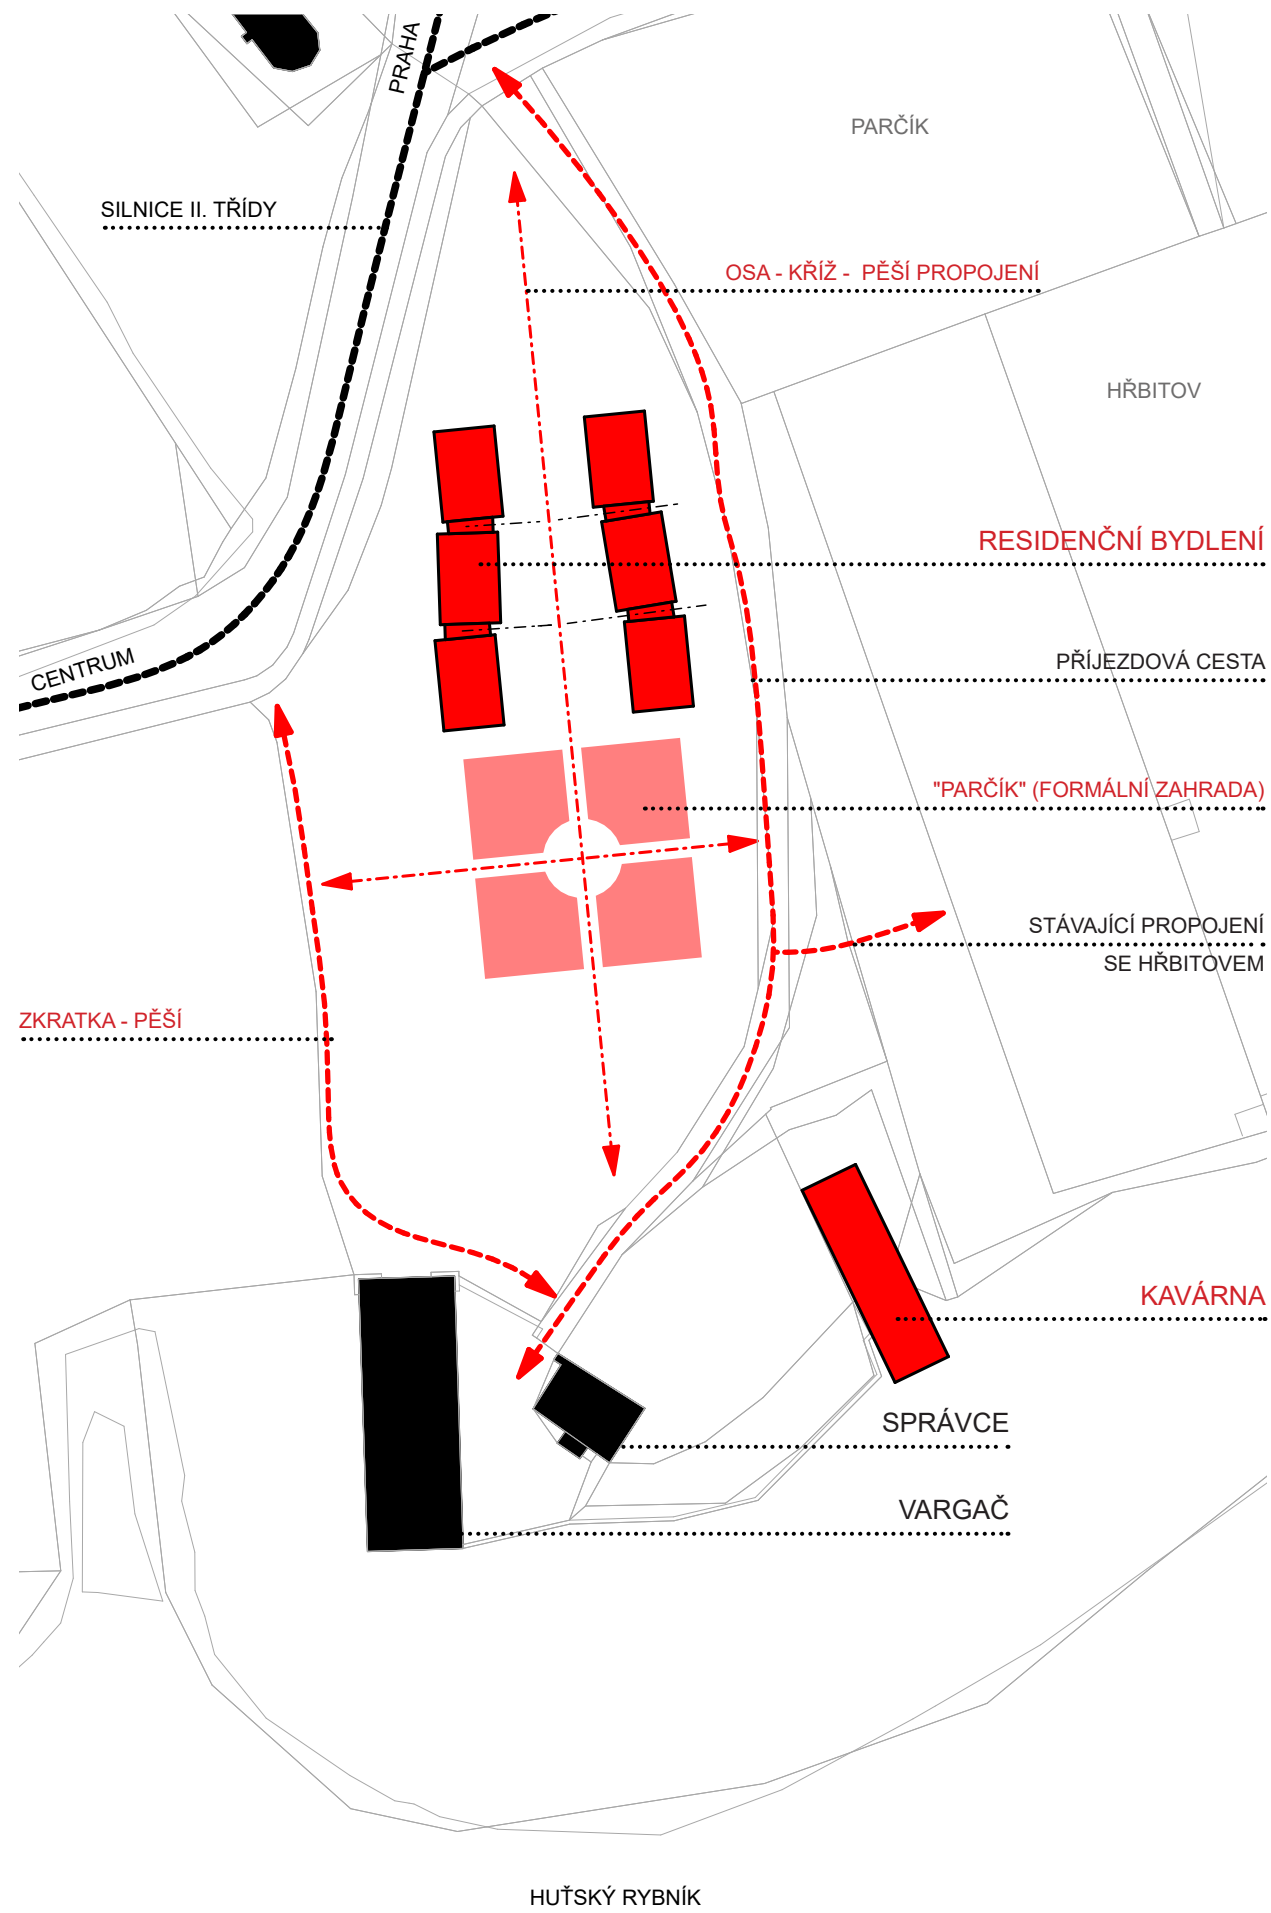 PRAHA
PARČÍK
SILNICE II. TŘÍDY
OSA - KŘÍŽ -  PĚŠÍ PROPOJENÍ
HŘBITOV
RESIDENČNÍ BYDLENÍ
CENTRUM
PŘÍJEZDOVÁ CESTA
"PARČÍK" (FORMÁLNÍ ZAHRADA)
STÁVAJÍCÍ PROPOJENÍ
SE HŘBITOVEM
ZKRATKA - PĚŠÍ
KAVÁRNA
SPRÁVCE
VARGAČ
HUŤSKÝ RYBNÍK